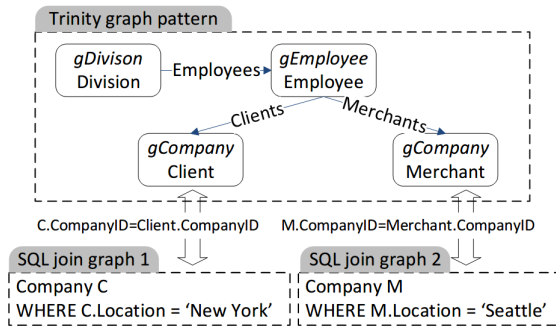 Trinity graph pattern
gDivison
Division
Employees
gEmployee
Employee
Clients
Merchants
gCompany
Client
gCompany
Merchant
C.CompanyID=Client.CompanyID
M.CompanyID=Merchant.CompanyID
SQL join graph 1
Company C
WHERE C.Location = ‘New York’
SQL join graph 2
Company M
WHERE M.Location = ‘Seattle’